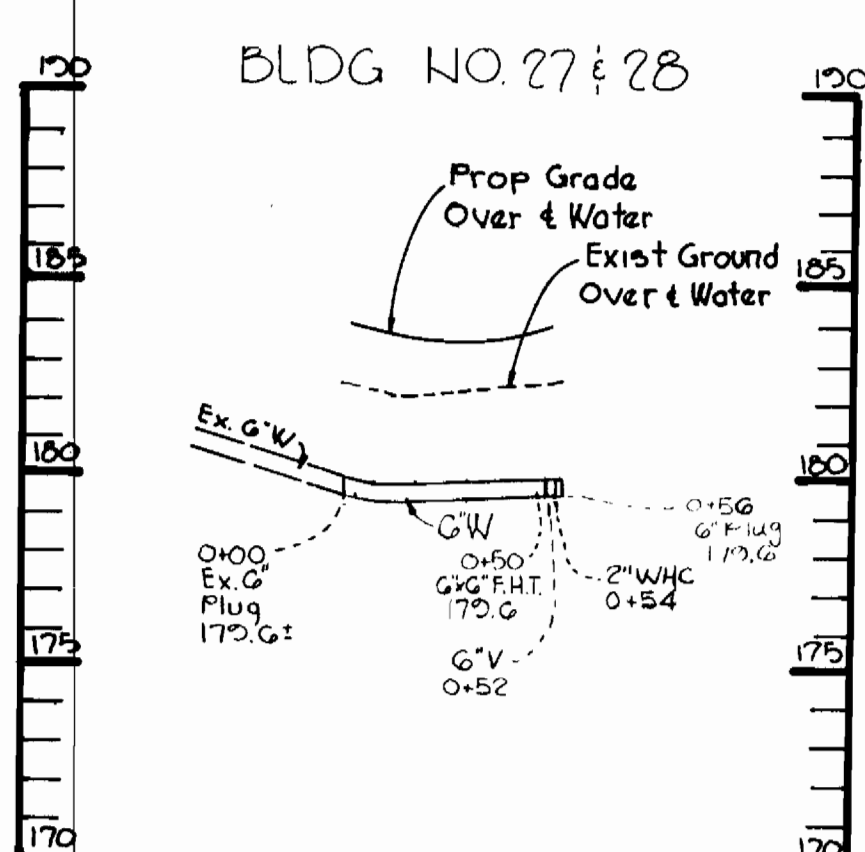 BLDG NO. 27 & 28
190
190
Prop Grade
Over ℄ Water
Exist Ground
Over ℄ Water
185
185
Ex. 6"W
180
180
6"W
0+00
Ex. 6"
Plug
179.6±
0+50
6"x6" F.H.T.
179.6
6"V
0+52
2"WHC
0+54
0+56
6" Plug
179.6
175
175
170
170